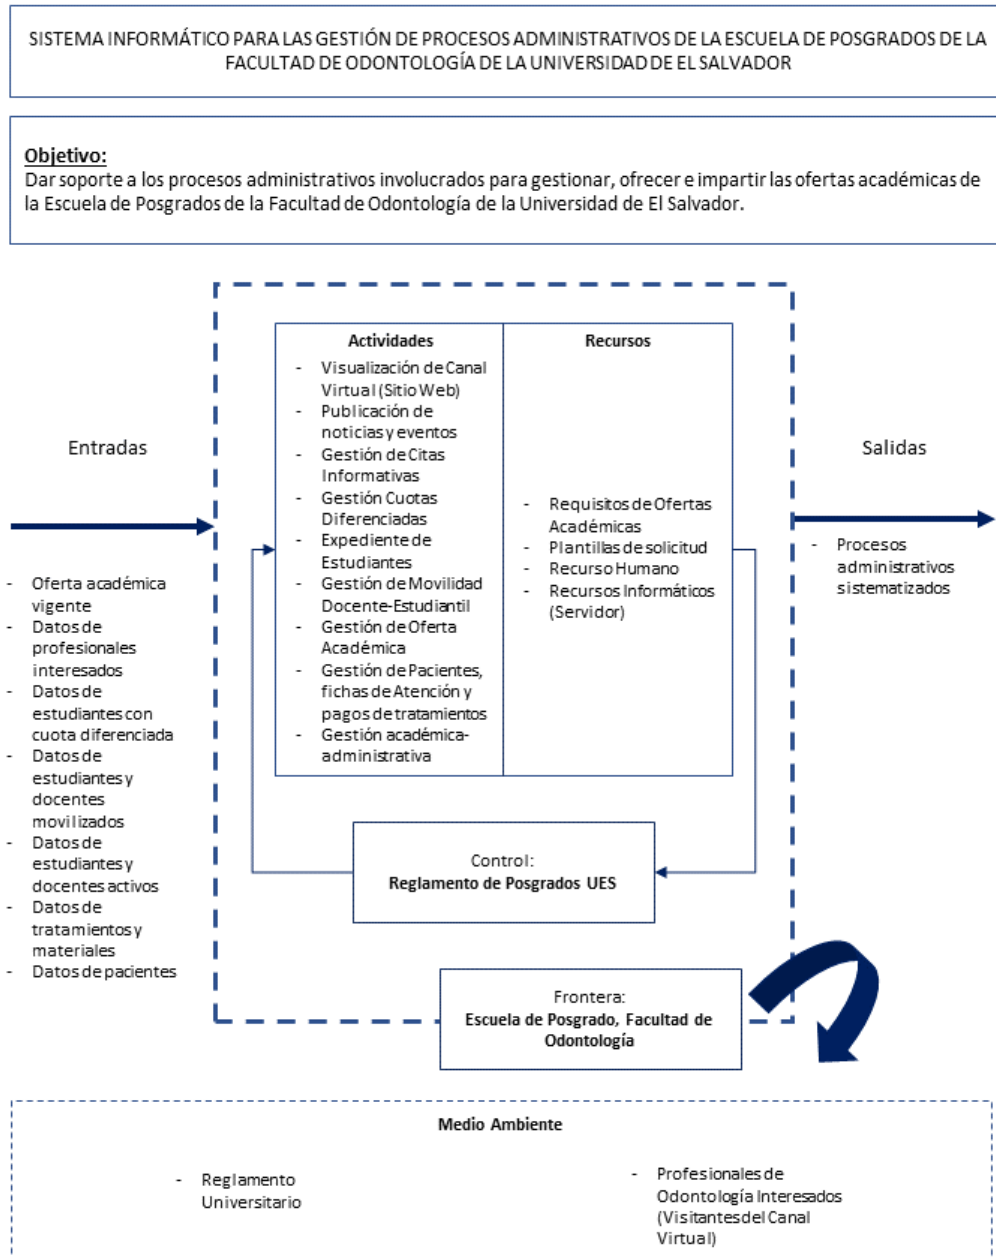 SISTEMA INFORMÁTICO PARA LAS GESTIÓN DE PROCESOS ADMINISTRATIVOS DE LA ESCUELA DE POSGRADOS DE LA
FACULTAD DE ODONTOLOGÍA DE LA UNIVERSIDAD DE EL SALVADOR
Objetivo:
Dar soporte a los procesos administrativos involucrados para gestionar, ofrecer e impartir las ofertas académicas de
la Escuela de Posgrados de la Facultad de Odontología de la Universidad de El Salvador.
Entradas
- Oferta académica
vigente
- Datos de
profesionales
interesados
- Datos de
estudiantes con
cuota diferenciada
- Datos de
estudiantes y
docentes
movilizados
- Datos de
estudiantes y
docentes activos
- Datos de
tratamientos y
materiales
- Datos de pacientes
Actividades
- Visualización de Canal
Virtual (Sitio Web)
- Publicación de
noticias y eventos
- Gestión de Citas
Informativas
- Gestión Cuotas
Diferenciadas
- Expediente de
Estudiantes
- Gestión de Movilidad
Docente-Estudiantil
- Gestión de Oferta
Académica
- Gestión de Pacientes,
fichas de Atención y
pagos de tratamientos
- Gestión académica-
administrativa
Recursos
- Requisitos de Ofertas
Académicas
- Plantillas de solicitud
- Recurso Humano
- Recursos Informáticos
(Servidor)
Salidas
- Procesos
administrativos
sistematizados
Control:
Reglamento de Posgrados UES
Frontera:
Escuela de Posgrado, Facultad de
Odontología
Medio Ambiente
- Reglamento
Universitario
- Profesionales de
Odontología Interesados
(Visitantes del Canal
Virtual)